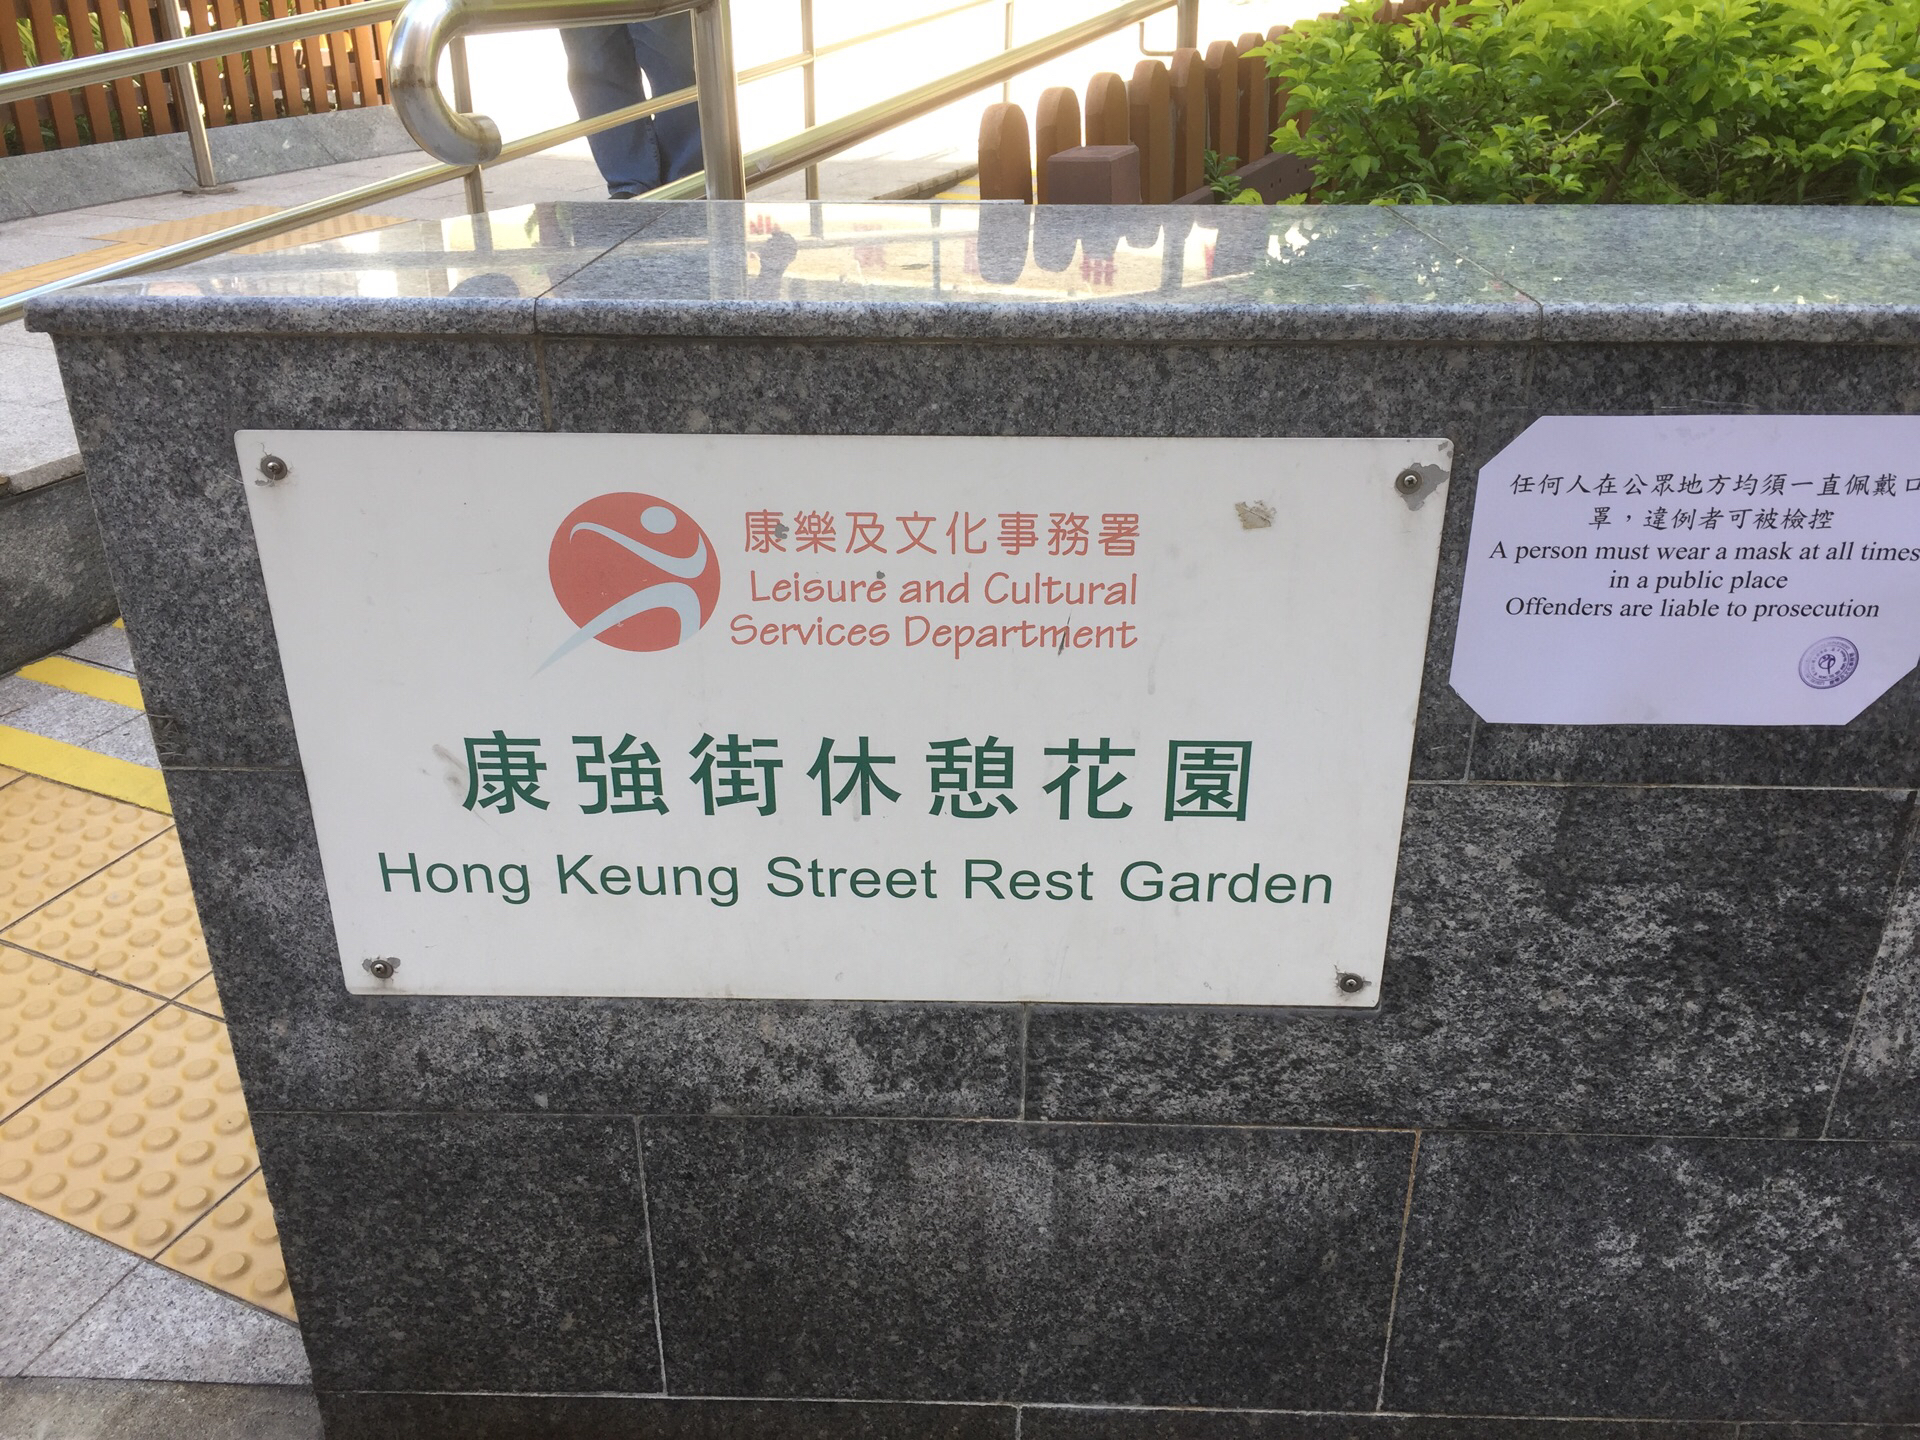 康樂及文化事務署
Leisure and Cultural
Services Department
康強街休憩花園
Hong Keung Street Rest Garden
任何人在公眾地方均須一直佩戴口
罩，違例者可被檢控
A person must wear a mask at all times
in a public place
Offenders are liable to prosecution